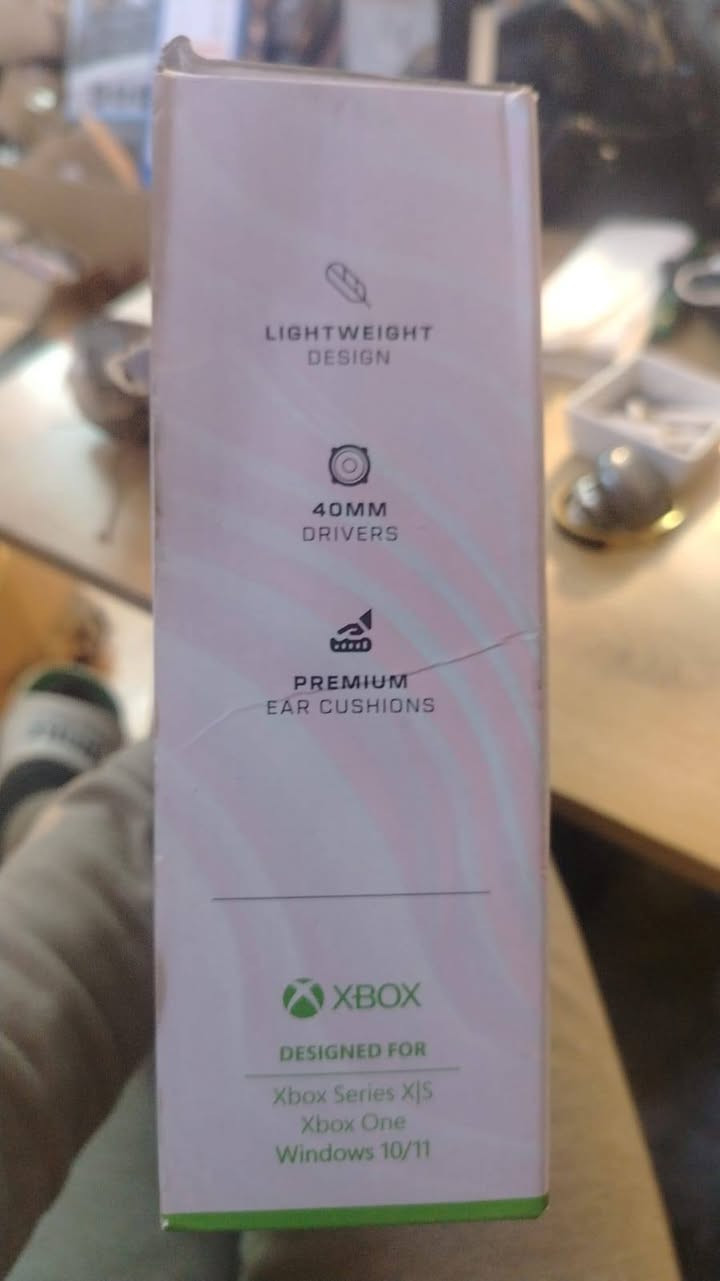 LIGHTWEIGHT
DESIGN
40MM
DRIVERS
PREMIUM
EAR CUSHIONS
XBOX
DESIGNED FOR
Xbox Series X|S
Xbox One
Windows 10/11